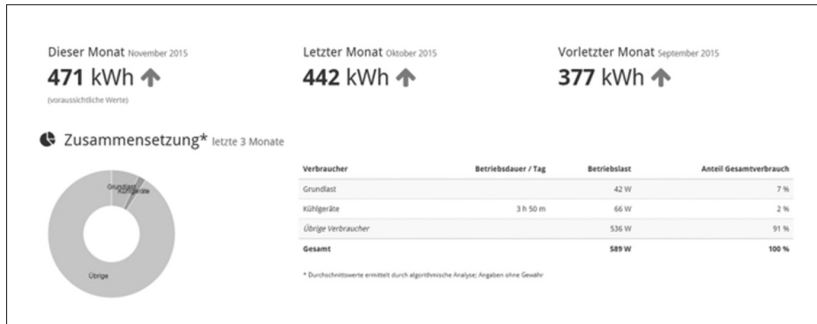 Dieser Monat November 2015
471 kWh
(voraussichtliche Werte)
Letzter Monat Oktober 2015
442 kWh
Vorletzter Monat September 2015
377 kWh
Zusammensetzung* letzte 3 Monate
Grundlast
Kühlgeräte
Übrige
Verbraucher Betriebsdauer / Tag Betriebslast Anteil Gesamtverbrauch
Grundlast 42 W 7 %
Kühlgeräte 3 h 50 m 66 W 2 %
Übrige Verbraucher 536 W 91 %
Gesamt 589 W 100 %
* Durchschnittswerte ermittelt durch algorithmische Analyse; Angaben ohne Gewähr